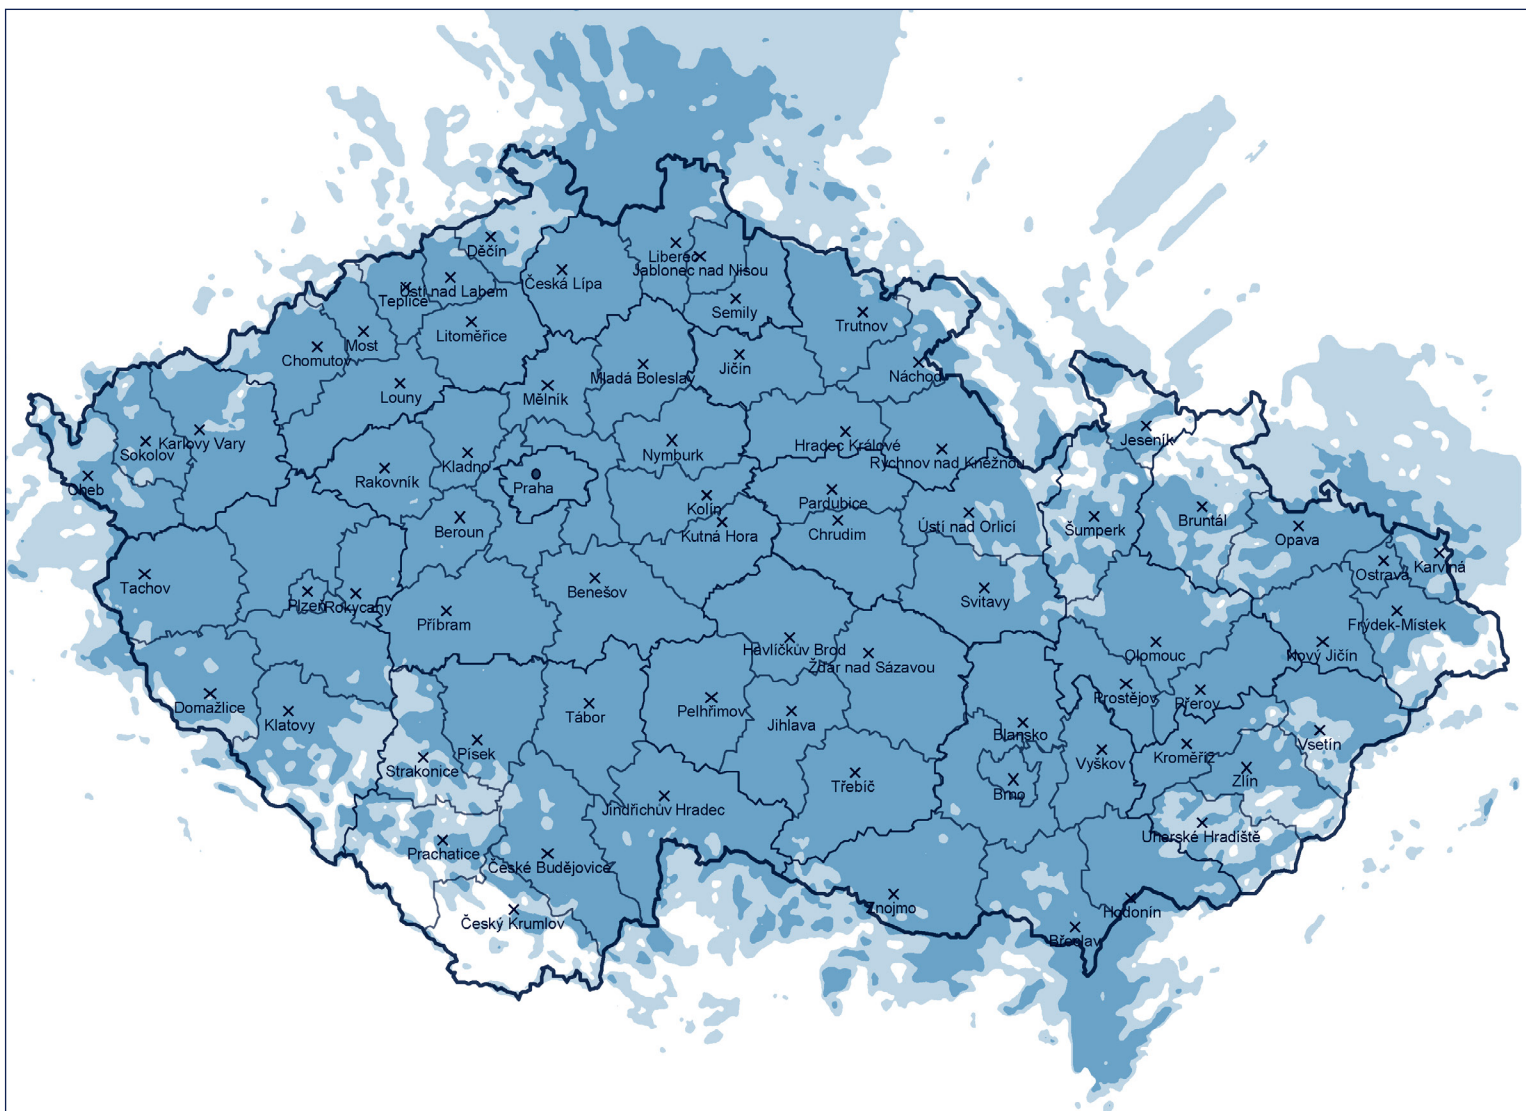 Děčín
Liberec
Jablonec nad Nisou
Česká Lípa
Ústí nad Labem
Teplice
Semily
Trutnov
Litoměřice
Most
Chomutov
Jičín
Náchod
Mladá Boleslav
Louny
Mělník
Jeseník
Karlovy Vary
Sokolov
Hradec Králové
Nymburk
Rychnov nad Kněžnou
Kladno
Rakovník
Praha
Cheb
Pardubice
Kolín
Bruntál
Ústí nad Orlicí
Šumperk
Beroun
Kutná Hora
Chrudim
Opava
Ostrava
Karviná
Tachov
Benešov
Plzeň
Rokycany
Svitavy
Příbram
Frýdek-Místek
Havlíčkův Brod
Žďár nad Sázavou
Olomouc
Nový Jičín
Domažlice
Klatovy
Tábor
Pelhřimov
Jihlava
Prostějov
Přerov
Blansko
Vsetín
Písek
Strakonice
Vyškov
Kroměříž
Zlín
Třebíč
Brno
Jindřichův Hradec
Uherské Hradiště
Prachatice
České Budějovice
Znojmo
Hodonín
Český Krumlov
Břeclav